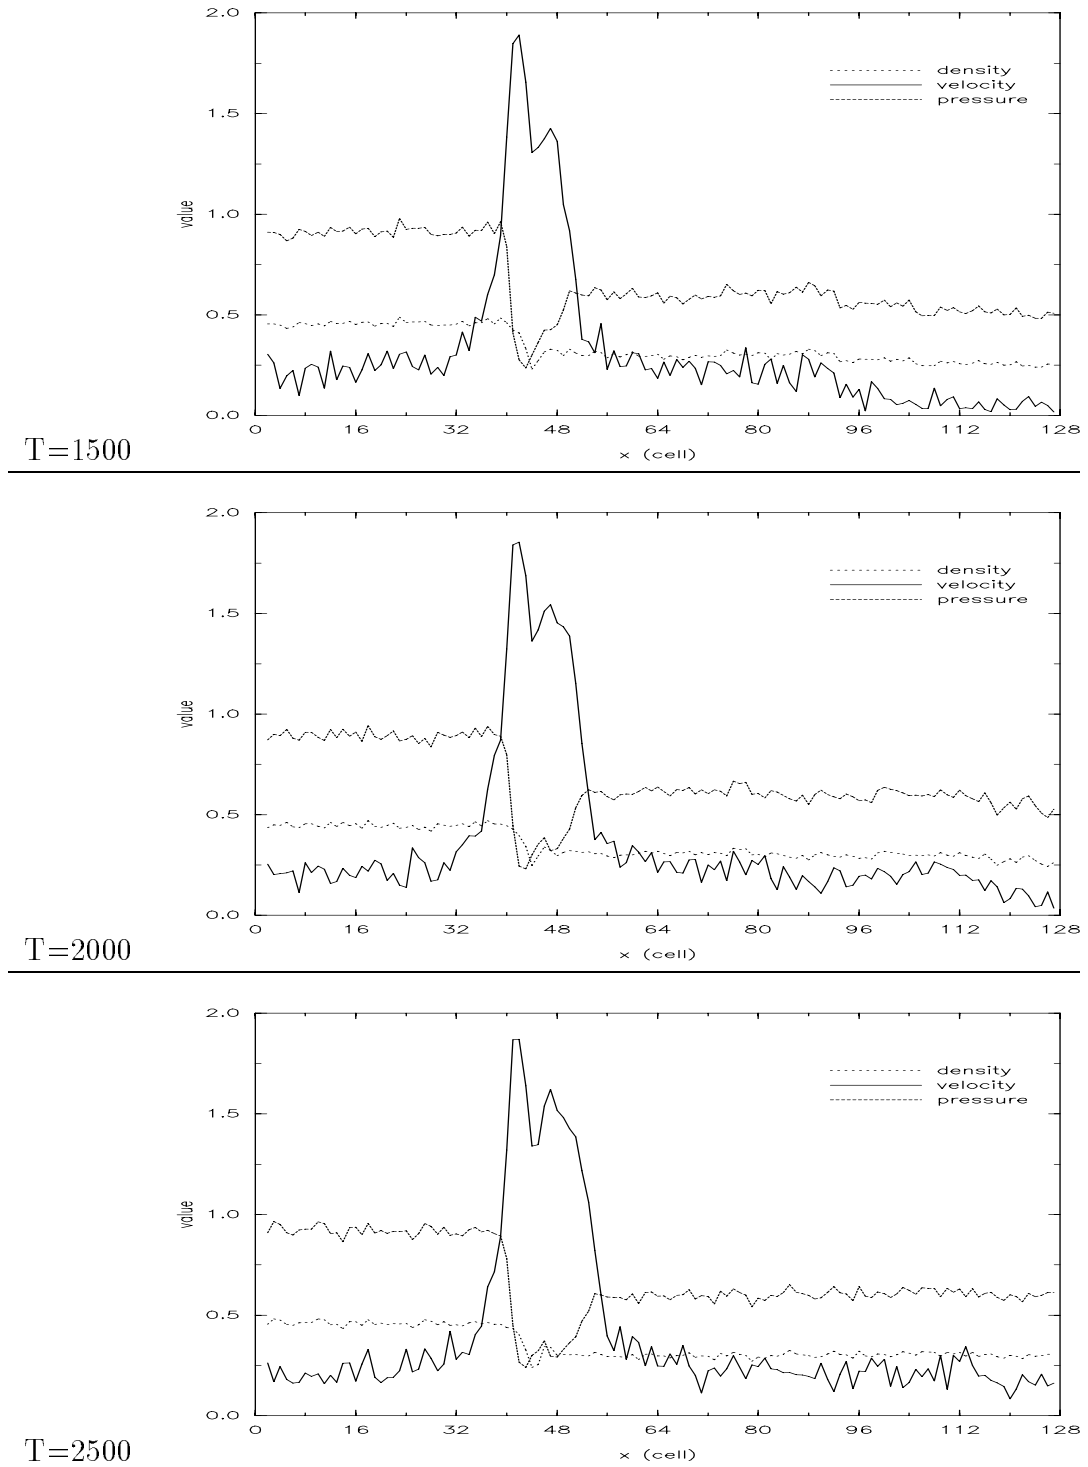 2.0
density
velocity
pressure
1.5
value
1.0
0.5
0.0
0 16 32 48 64 80 96 112 128
x (cell)
T=1500
2.0
density
velocity
pressure
1.5
value
1.0
0.5
0.0
0 16 32 48 64 80 96 112 128
x (cell)
T=2000
2.0
density
velocity
pressure
1.5
value
1.0
0.5
0.0
0 16 32 48 64 80 96 112 128
x (cell)
T=2500